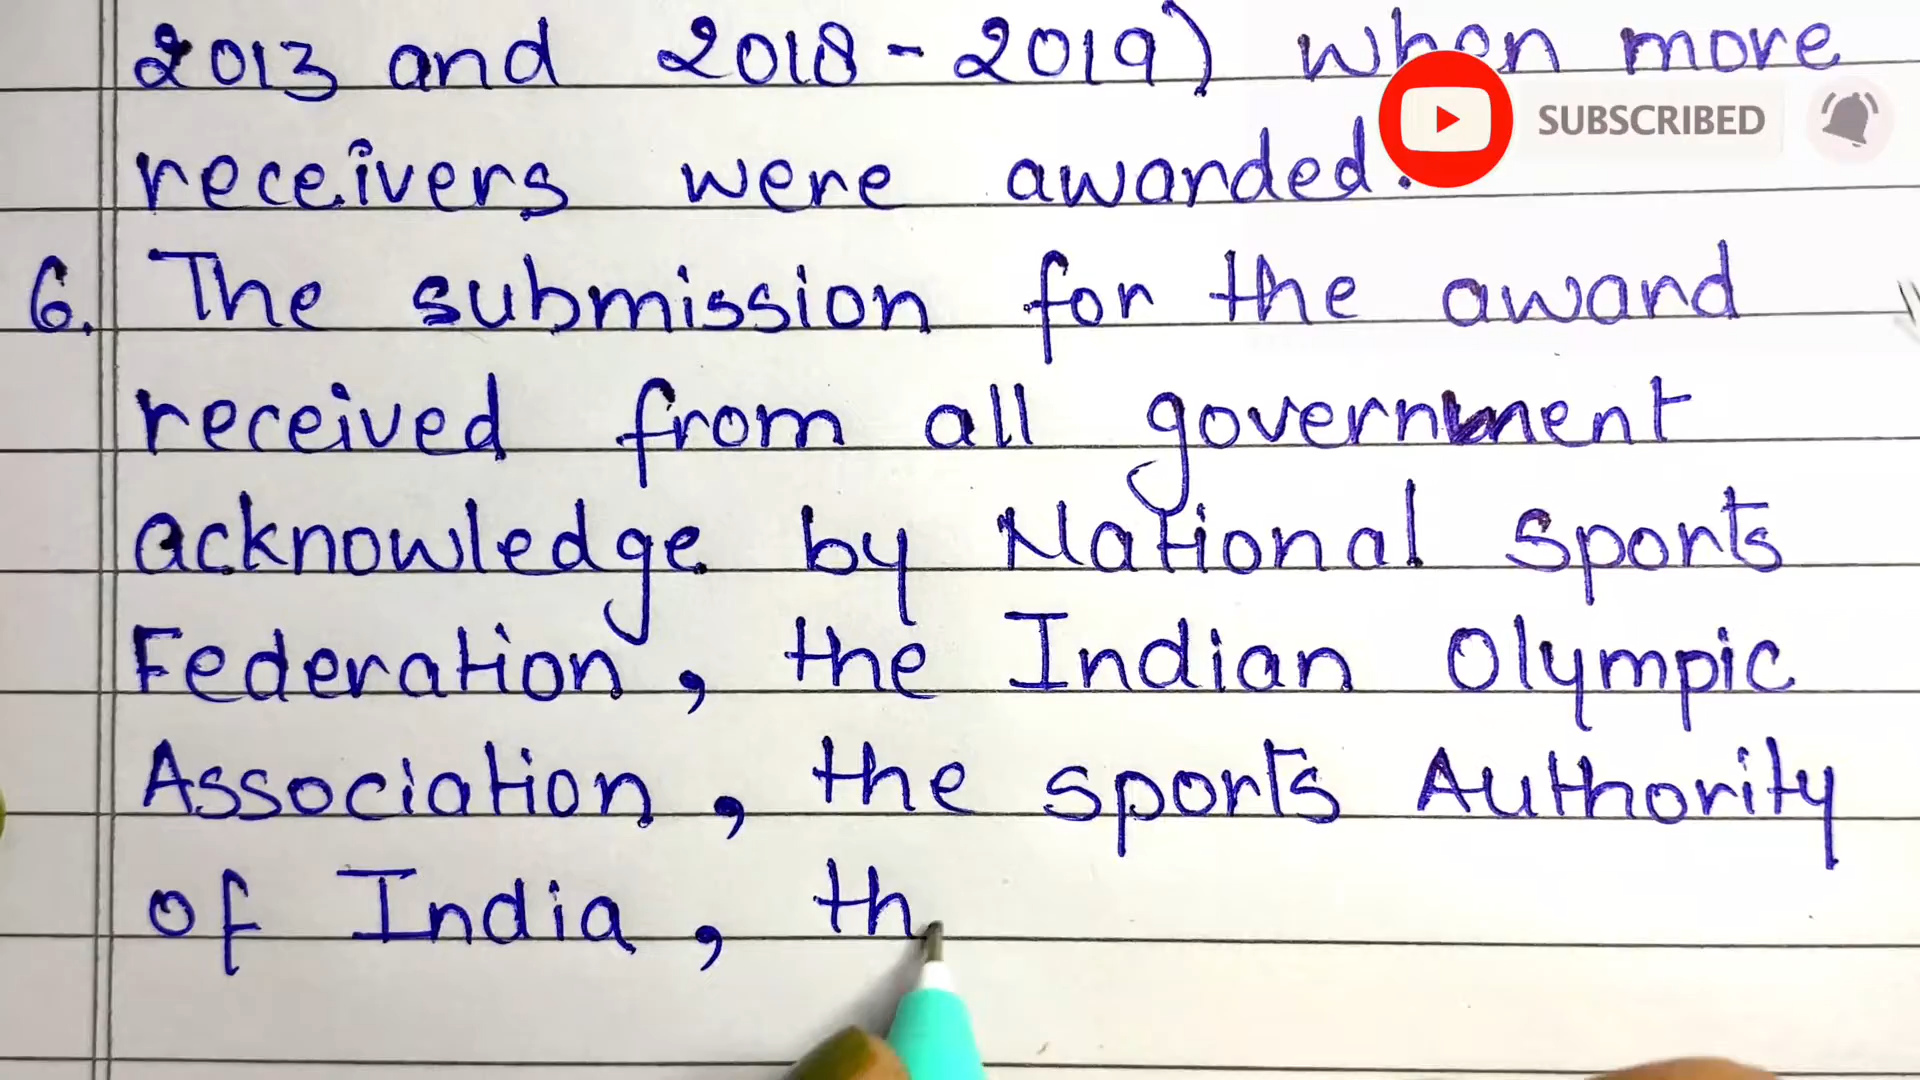 2013 and 2018-2019) when more
SUBSCRIBED
receivers were awarded.
6. The submission for the award
received from all government
acknowledge by National sports
Federation, the Indian Olympic
Association, the sports Authority
of India, th